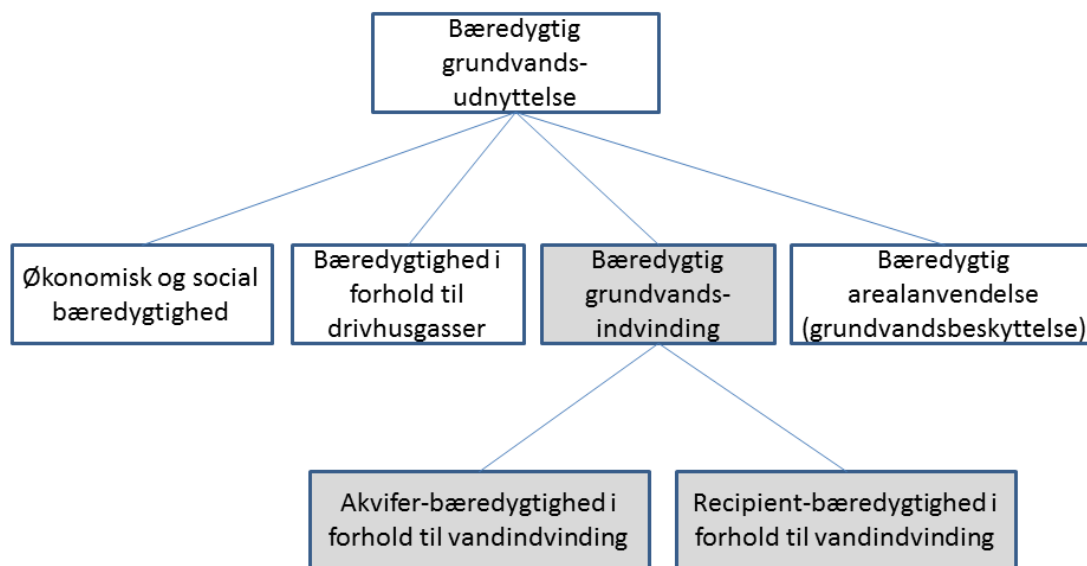 Bæredygtig
grundvands-
udnyttelse
Økonomisk og social
bæredygtighed
Bæredygtighed i
forhold til
drivhusgasser
Bæredygtig
grundvands-
indvinding
Bæredygtig
arealanvendelse
(grundvandsbeskyttelse)
Akvifer-bæredygtighed i
forhold til vandindvinding
Recipient-bæredygtighed i
forhold til vandindvinding